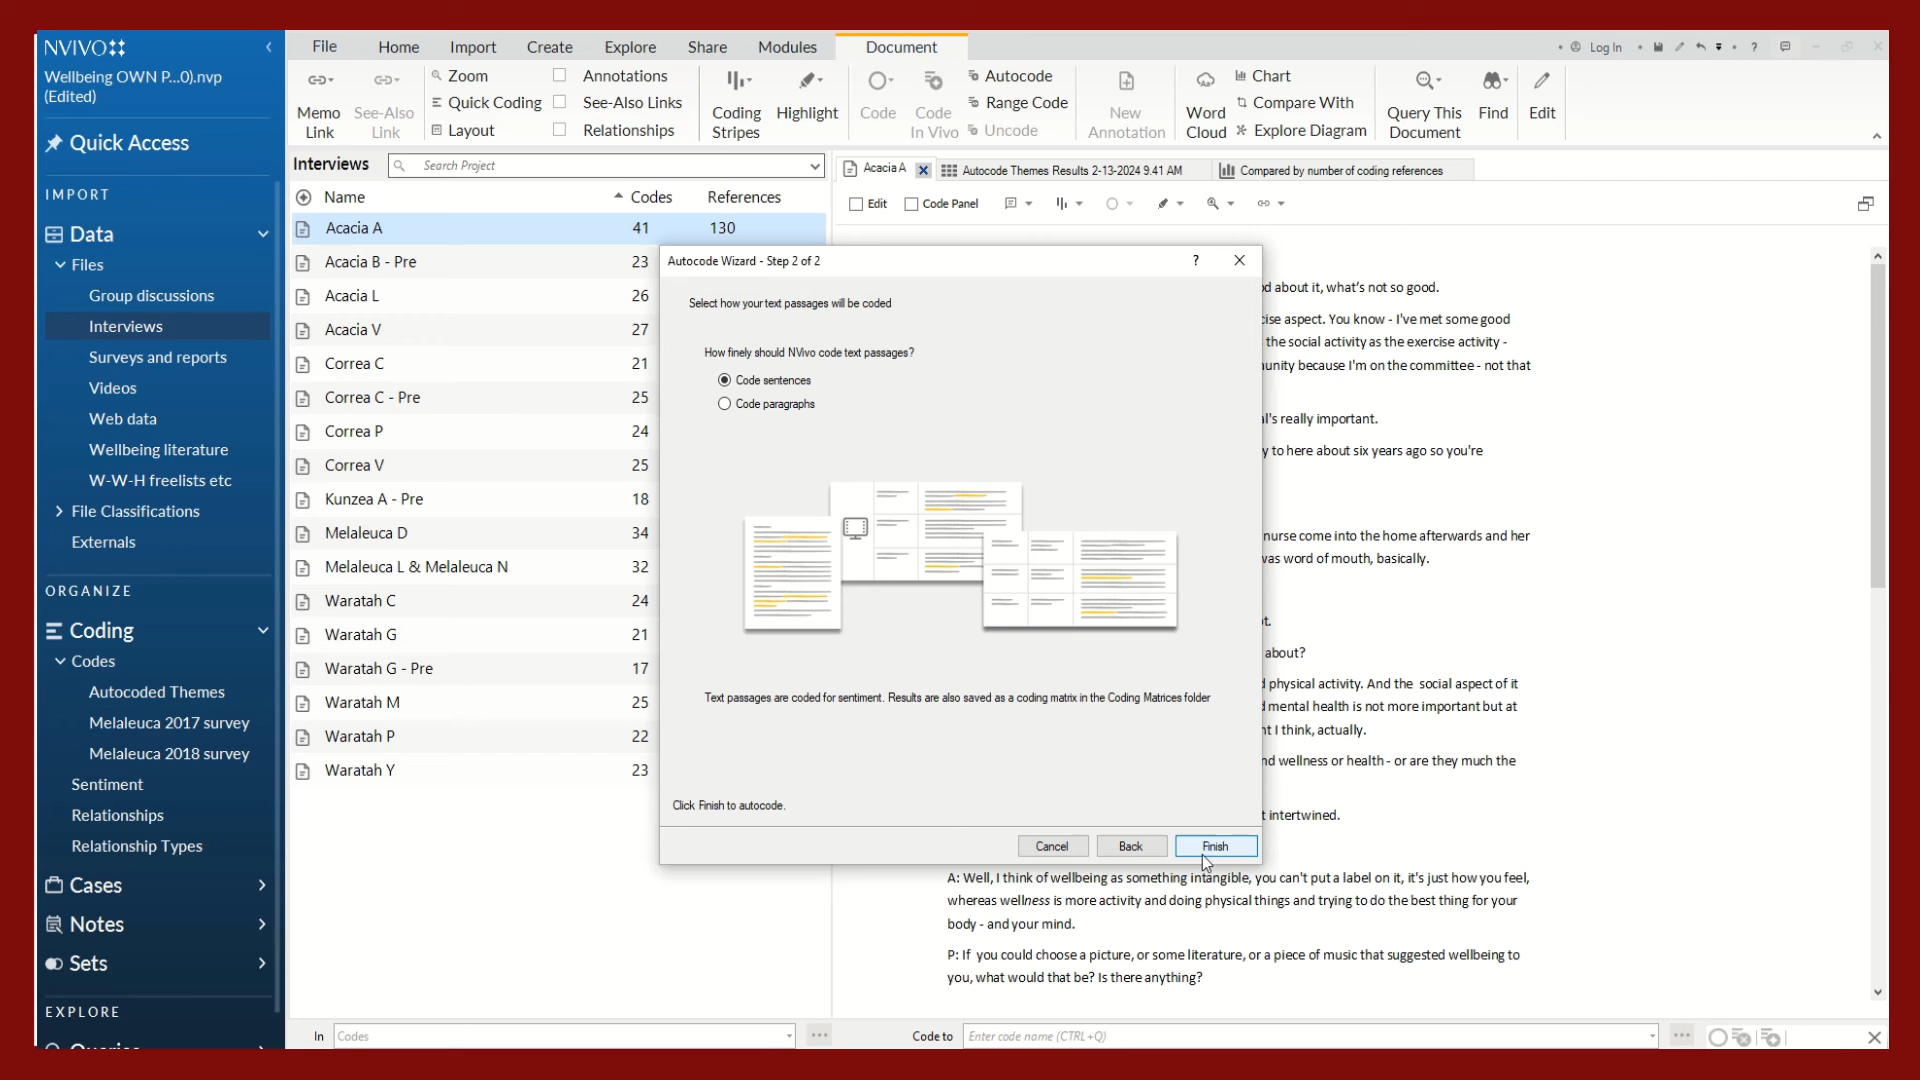 NVIVO
Wellbeing OWN P...0).nvp
(Edited)
Quick Access
IMPORT
Data
Files
Group discussions
Interviews
Surveys and reports
Videos
Web data
Wellbeing literature
W-W-H freelists etc
File Classifications
Externals
ORGANIZE
Coding
Codes
Autocoded Themes
Melaleuca 2017 survey
Melaleuca 2018 survey
Sentiment
Relationships
Relationship Types
Cases
Notes
Sets
EXPLORE
File Home Import Create Explore Share Modules Document
Log In
Memo Link
See-Also Link
Zoom
Quick Coding
Layout
Annotations
See-Also Links
Relationships
Coding Stripes
Highlight
Code
Code In Vivo
Autocode
Range Code
Uncode
New Annotation
Word Cloud
Chart
Compare With
Explore Diagram
Query This Document
Find
Edit
Interviews Search Project
Name Codes References
Acacia A 41 130
Acacia B - Pre 23
Acacia L 26
Acacia V 27
Correa C 21
Correa C - Pre 25
Correa P 24
Correa V 25
Kunzea A - Pre 18
Melaleuca D 34
Melaleuca L & Melaleuca N 32
Waratah C 24
Waratah G 21
Waratah G - Pre 17
Waratah M 25
Waratah P 22
Waratah Y 23
Acacia A Autocode Themes Results 2-13-2024 9.41 AM Compared by number of coding references
Edit Code Panel
Autocode Wizard - Step 2 of 2 ?
Select how your text passages will be coded
How finely should NVivo code text passages?
Code sentences
Code paragraphs
Text passages are coded for sentiment. Results are also saved as a coding matrix in the Coding Matrices folder
Click Finish to autocode.
Cancel Back Finish
d about it, what's not so good.
ise aspect. You know - I've met some good
the social activity as the exercise activity -
unity because I'm on the committee - not that
al's really important.
y to here about six years ago so you're
nurse come into the home afterwards and her
was word of mouth, basically.
t.
about?
d physical activity. And the social aspect of it
d mental health is not more important but at
nt I think, actually.
nd wellness or health - or are they much the
t intertwined.
A: Well, I think of wellbeing as something intangible, you can't put a label on it, it's just how you feel,
whereas wellness is more activity and doing physical things and trying to do the best thing for your
body - and your mind.
P: If you could choose a picture, or some literature, or a piece of music that suggested wellbeing to
you, what would that be? Is there anything?
In Codes
Code to Enter code name (CTRL+Q)